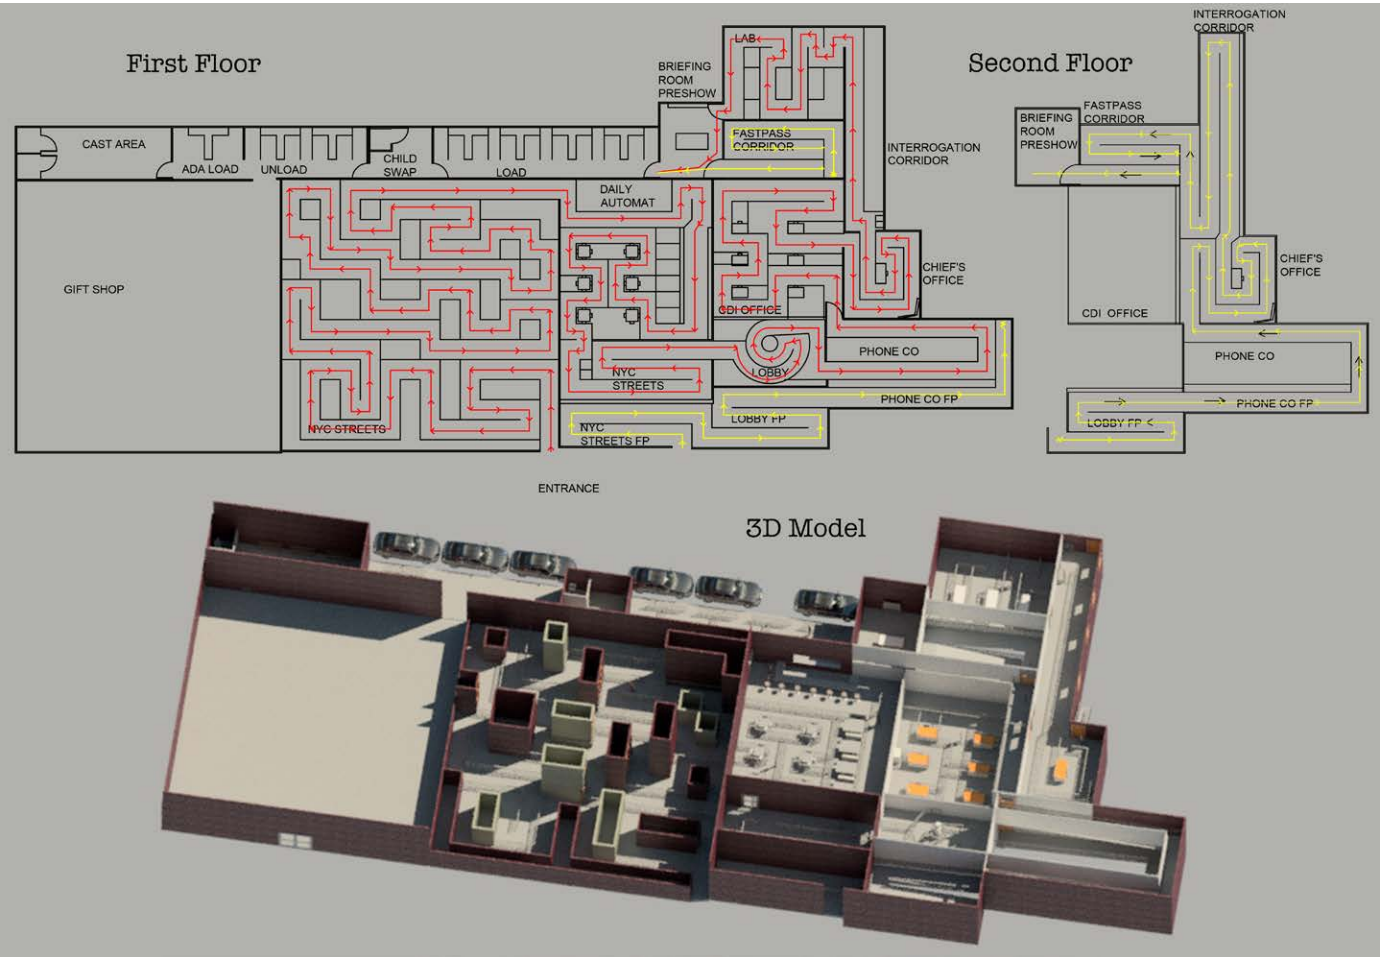 First Floor
CAST AREA
ADA LOAD
UNLOAD
CHILD
SWAP
LOAD
BRIEFING
ROOM
PRESHOW
LAB
FASTPASS
CORRIDOR
INTERROGATION
CORRIDOR
DAILY
AUTOMAT
GIFT SHOP
CHIEF'S
OFFICE
CDI OFFICE
PHONE CO
LOBBY
NYC
STREETS
PHONE CO FP
NYC STREETS
NYC
STREETS FP
LOBBY FP
ENTRANCE
Second Floor
INTERROGATION
CORRIDOR
FASTPASS
CORRIDOR
BRIEFING
ROOM
PRESHOW
CHIEF'S
OFFICE
CDI OFFICE
PHONE CO
PHONE CO FP
LOBBY FP
3D Model